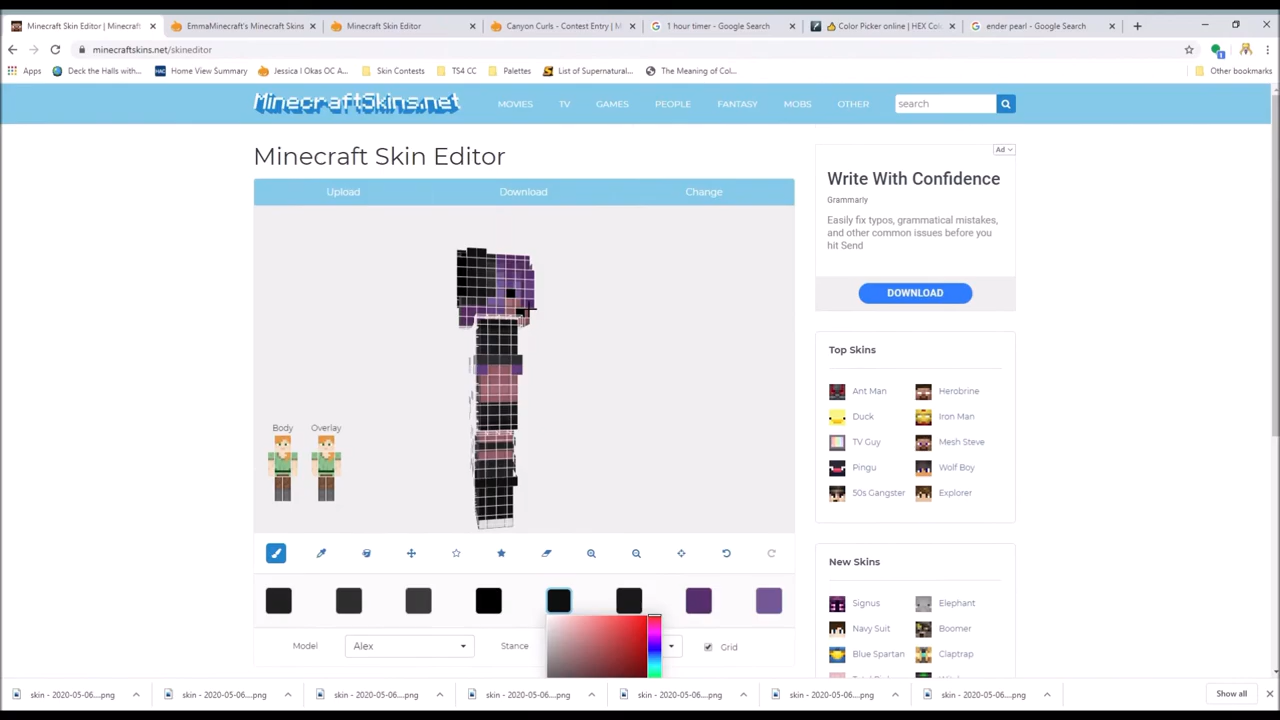 Minecraft Skin Editor | Minecraft
EmmaMinecraft's Minecraft Skins
Minecraft Skin Editor
Canyon Curls - Contest Entry | M
1 hour timer - Google Search
Color Picker online | HEX Col
ender pearl - Google Search
minecraftskins.net/skineditor
Apps
Deck the Halls with...
Home View Summary
Jessica I Okas OC A...
Skin Contests
TS4 CC
Palettes
List of Supernatural...
The Meaning of Col...
Other bookmarks
MinecraftSkins.net
MOVIES
TV
GAMES
PEOPLE
FANTASY
MOBS
OTHER
search
Minecraft Skin Editor
Upload
Download
Change
Body
Overlay
Model
Alex
Stance
Grid
Ad
Write With Confidence
Grammarly
Easily fix typos, grammatical mistakes,
and other common issues before you
hit Send
DOWNLOAD
Top Skins
Ant Man
Herobrine
Duck
Iron Man
TV Guy
Mesh Steve
Pingu
Wolf Boy
50s Gangster
Explorer
New Skins
Signus
Elephant
Navy Suit
Boomer
Blue Spartan
Claptrap
skin - 2020-05-06....png
skin - 2020-05-06....png
skin - 2020-05-06....png
skin - 2020-05-06....png
skin - 2020-05-06....png
skin - 2020-05-06....png
skin - 2020-05-06....png
Show all